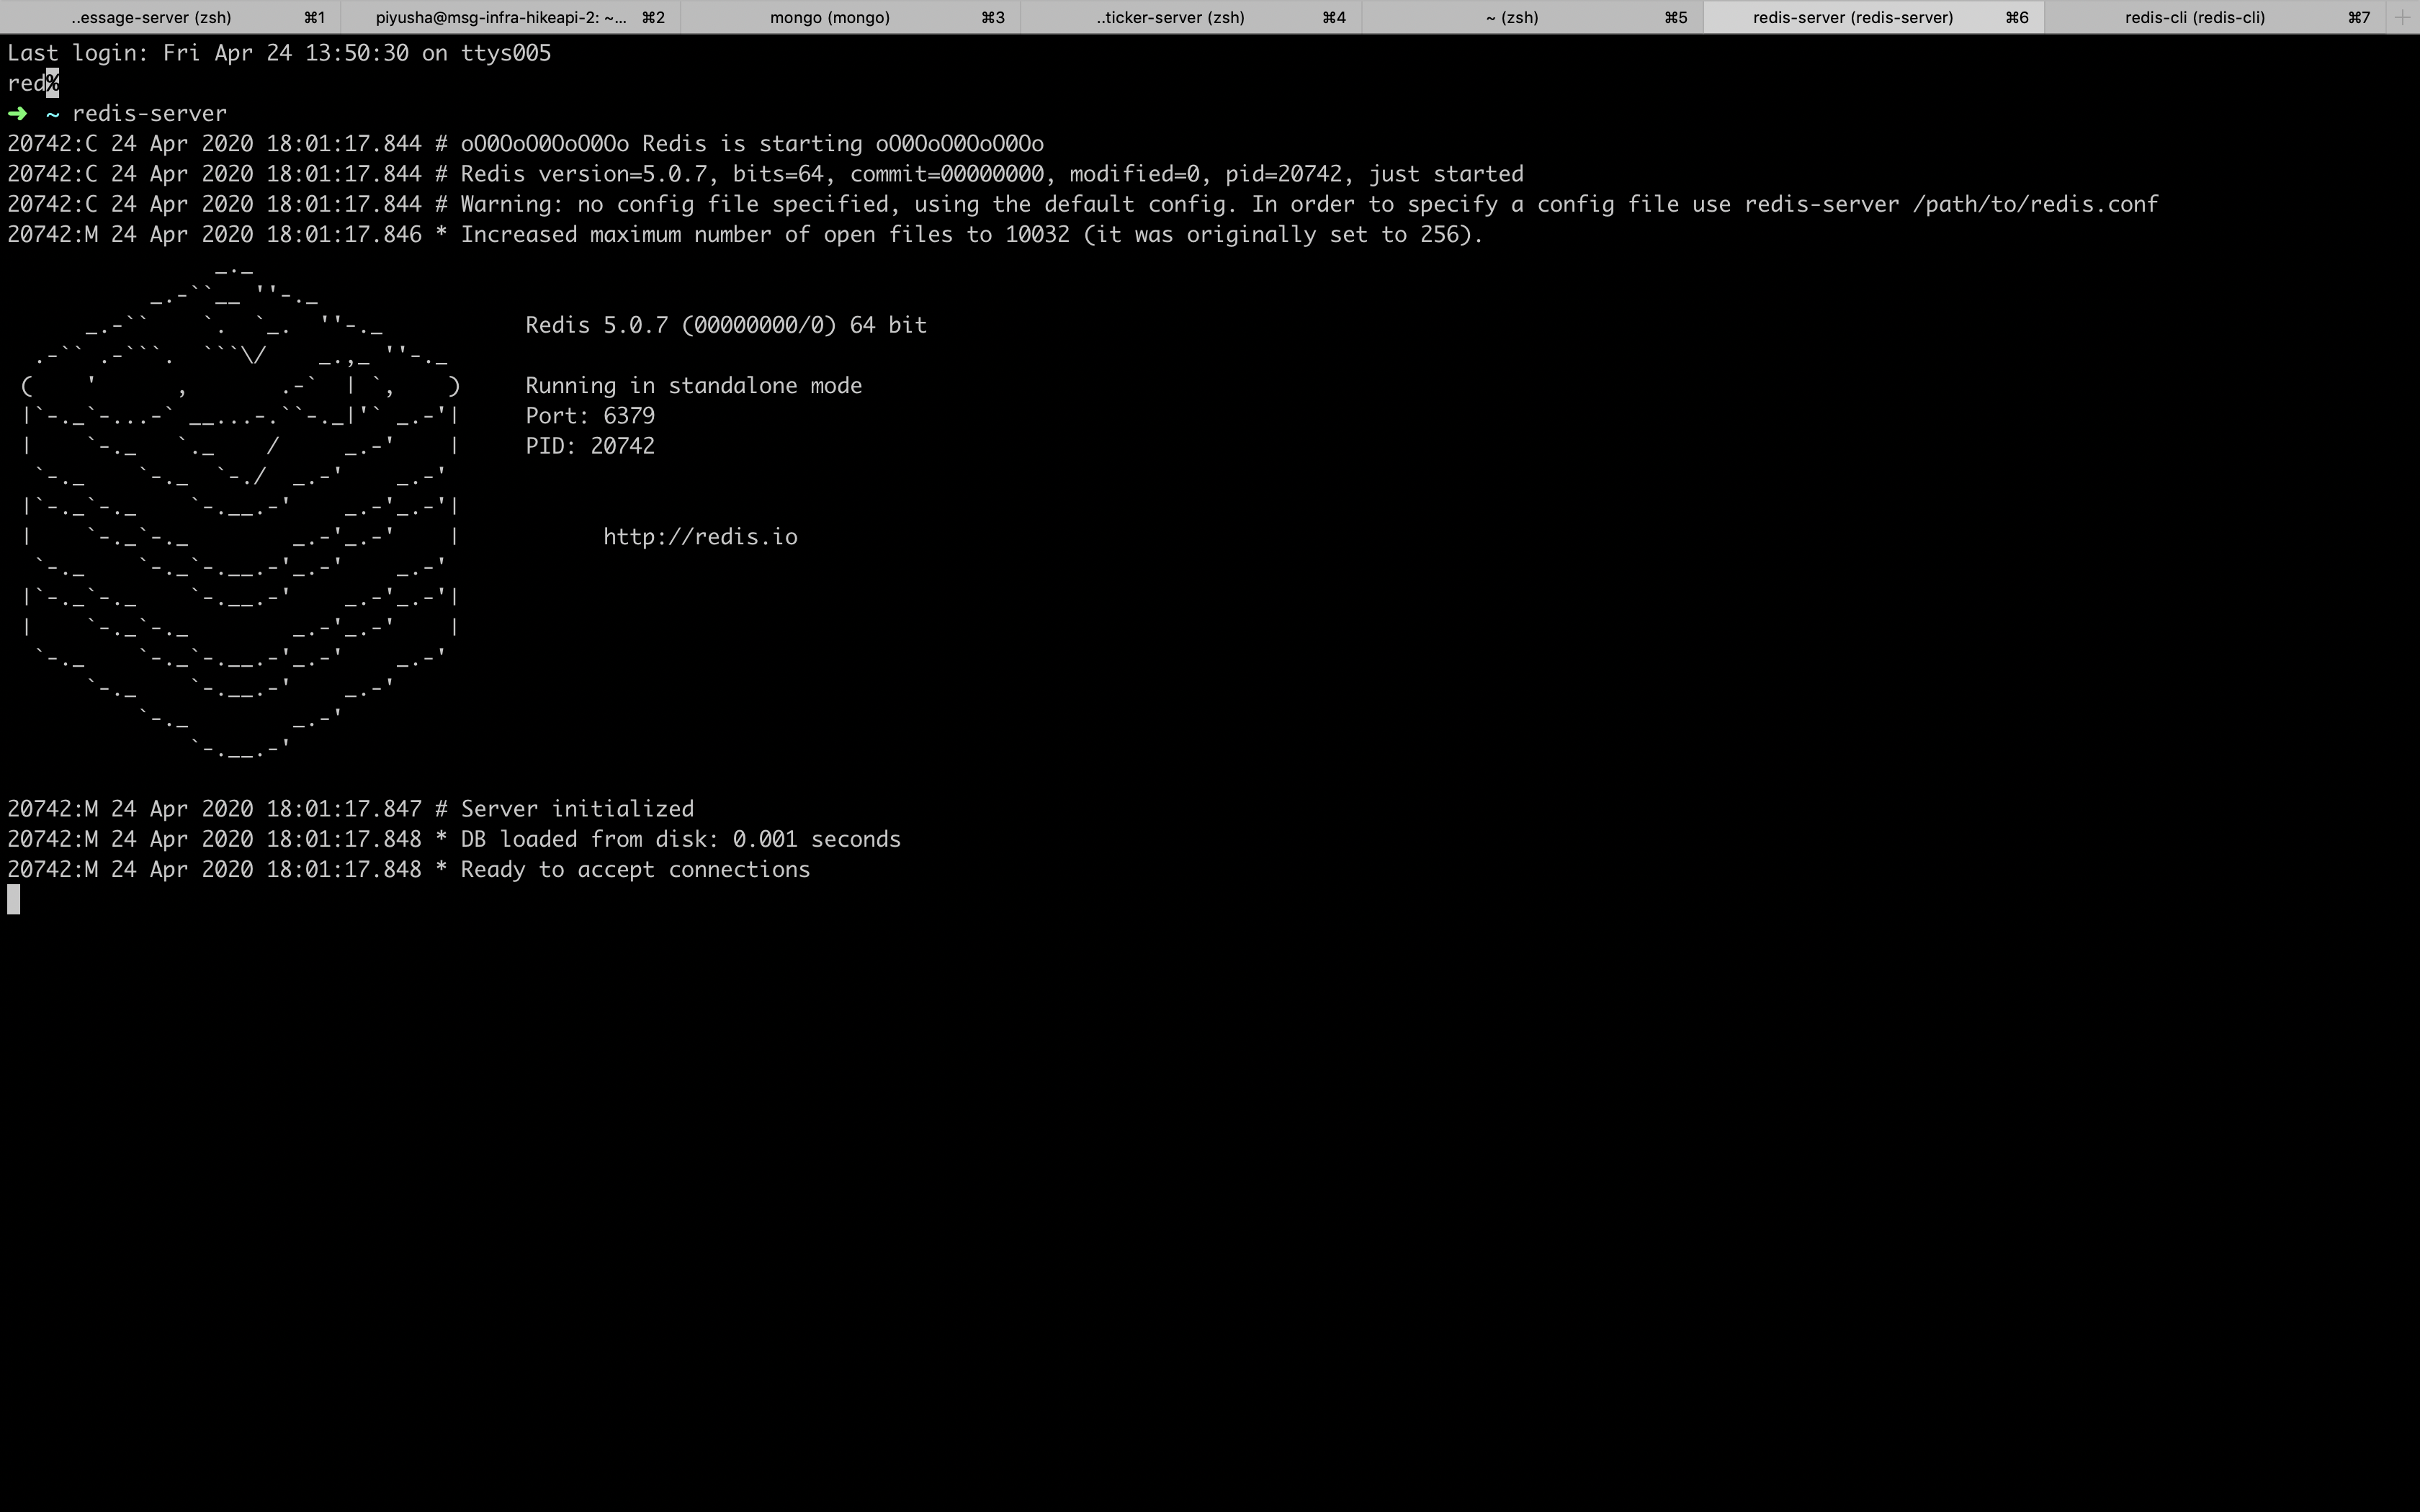 ..essage-server (zsh) ⌘1 piyusha@msg-infra-hikeapi-2: ~... ⌘2 mongo (mongo) ⌘3 ..ticker-server (zsh) ⌘4 ~ (zsh) ⌘5 redis-server (redis-server) ⌘6 redis-cli (redis-cli) ⌘7
Last login: Fri Apr 24 13:50:30 on ttys005
red%
➜  ~ redis-server
20742:C 24 Apr 2020 18:01:17.844 # oO0OoO0OoO0Oo Redis is starting oO0OoO0OoO0Oo
20742:C 24 Apr 2020 18:01:17.844 # Redis version=5.0.7, bits=64, commit=00000000, modified=0, pid=20742, just started
20742:C 24 Apr 2020 18:01:17.844 # Warning: no config file specified, using the default config. In order to specify a config file use redis-server /path/to/redis.conf
20742:M 24 Apr 2020 18:01:17.846 * Increased maximum number of open files to 10032 (it was originally set to 256).
Redis 5.0.7 (00000000/0) 64 bit
Running in standalone mode
Port: 6379
PID: 20742
http://redis.io
20742:M 24 Apr 2020 18:01:17.847 # Server initialized
20742:M 24 Apr 2020 18:01:17.848 * DB loaded from disk: 0.001 seconds
20742:M 24 Apr 2020 18:01:17.848 * Ready to accept connections